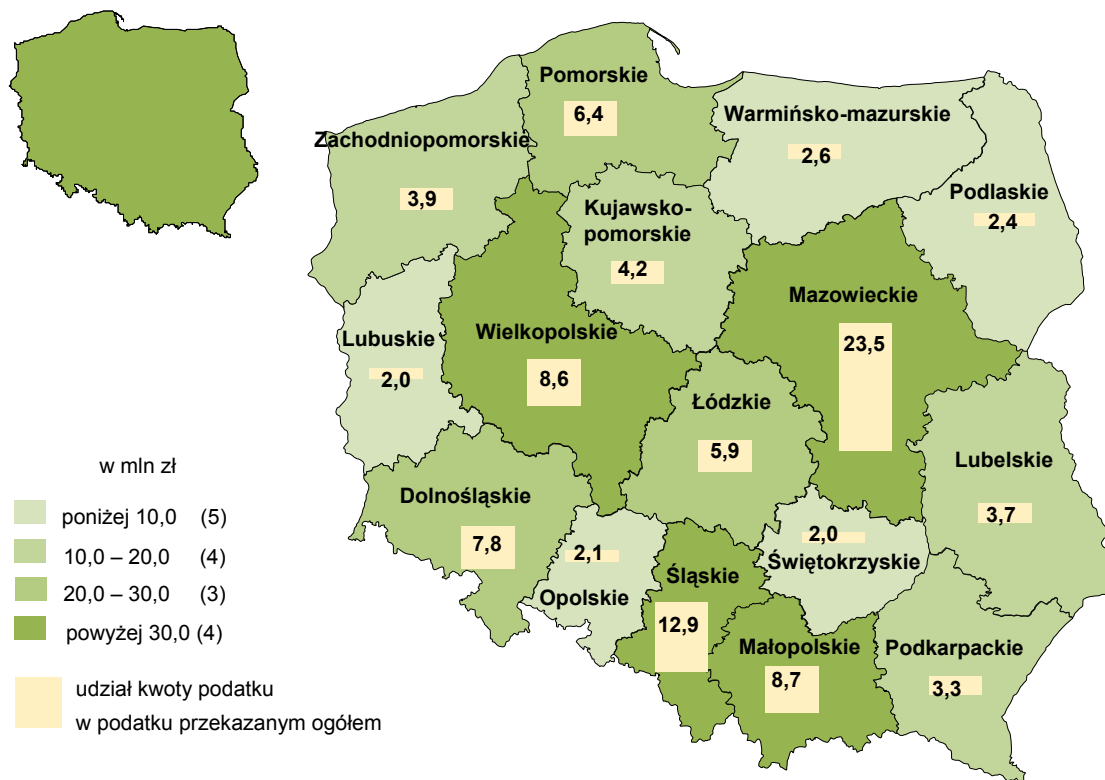 Pomorskie
6,4
Warmińsko-mazurskie
2,6
Zachodniopomorskie
3,9
Podlaskie
2,4
Kujawsko-
pomorskie
4,2
Mazowieckie
23,5
Lubuskie
2,0
Wielkopolskie
8,6
Łódzkie
5,9
Lubelskie
3,7
Dolnośląskie
7,8
Opolskie
2,1
Śląskie
12,9
Świętokrzyskie
2,0
Małopolskie
8,7
Podkarpackie
3,3
w mln zł
poniżej 10,0 (5)
10,0 – 20,0 (4)
20,0 – 30,0 (3)
powyżej 30,0 (4)
udział kwoty podatku
w podatku przekazanym ogółem